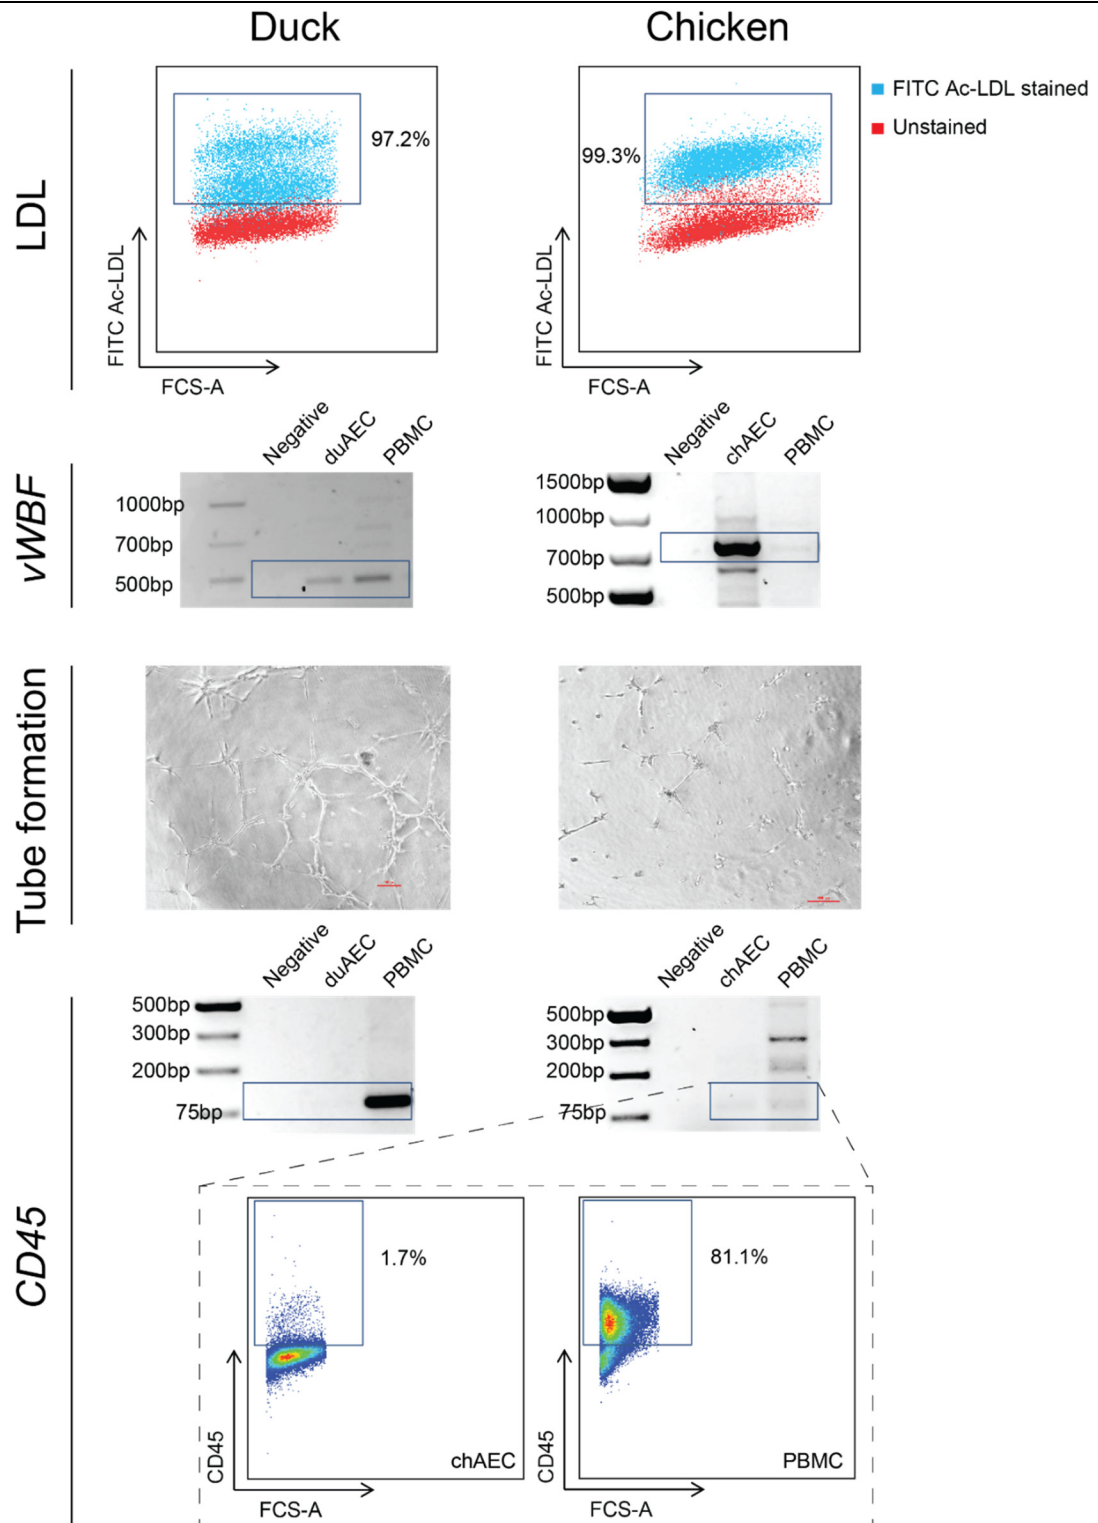 Duck
Chicken
LDL
97.2%
99.3%
FITC Ac-LDL stained
Unstained
FITC Ac-LDL
FCS-A
FITC Ac-LDL
FCS-A
vWBF
Negative
duAEC
PBMC
1000bp
700bp
500bp
Negative
chAEC
PBMC
1500bp
1000bp
700bp
500bp
Tube formation
CD45
Negative
duAEC
PBMC
500bp
300bp
200bp
75bp
Negative
chAEC
PBMC
500bp
300bp
200bp
75bp
1.7%
chAEC
CD45
FCS-A
81.1%
PBMC
CD45
FCS-A